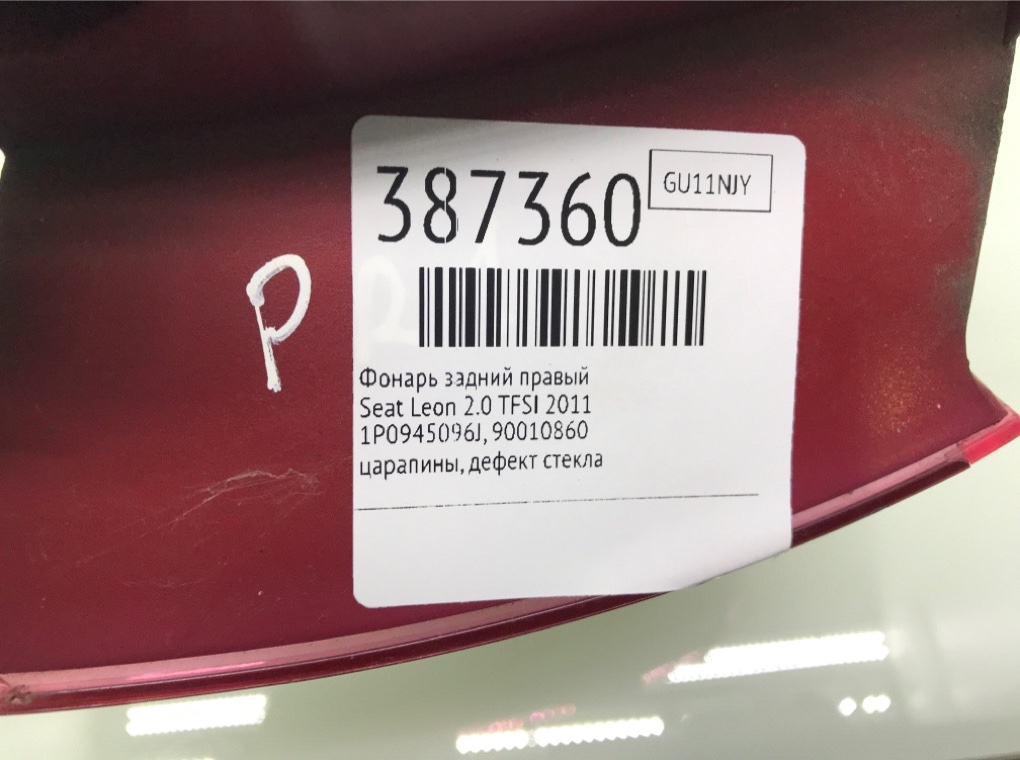 387360
GU11NJY
P
Фонарь задний правый
Seat Leon 2.0 TFSI 2011
1P0945096J, 90010860
царапины, дефект стекла